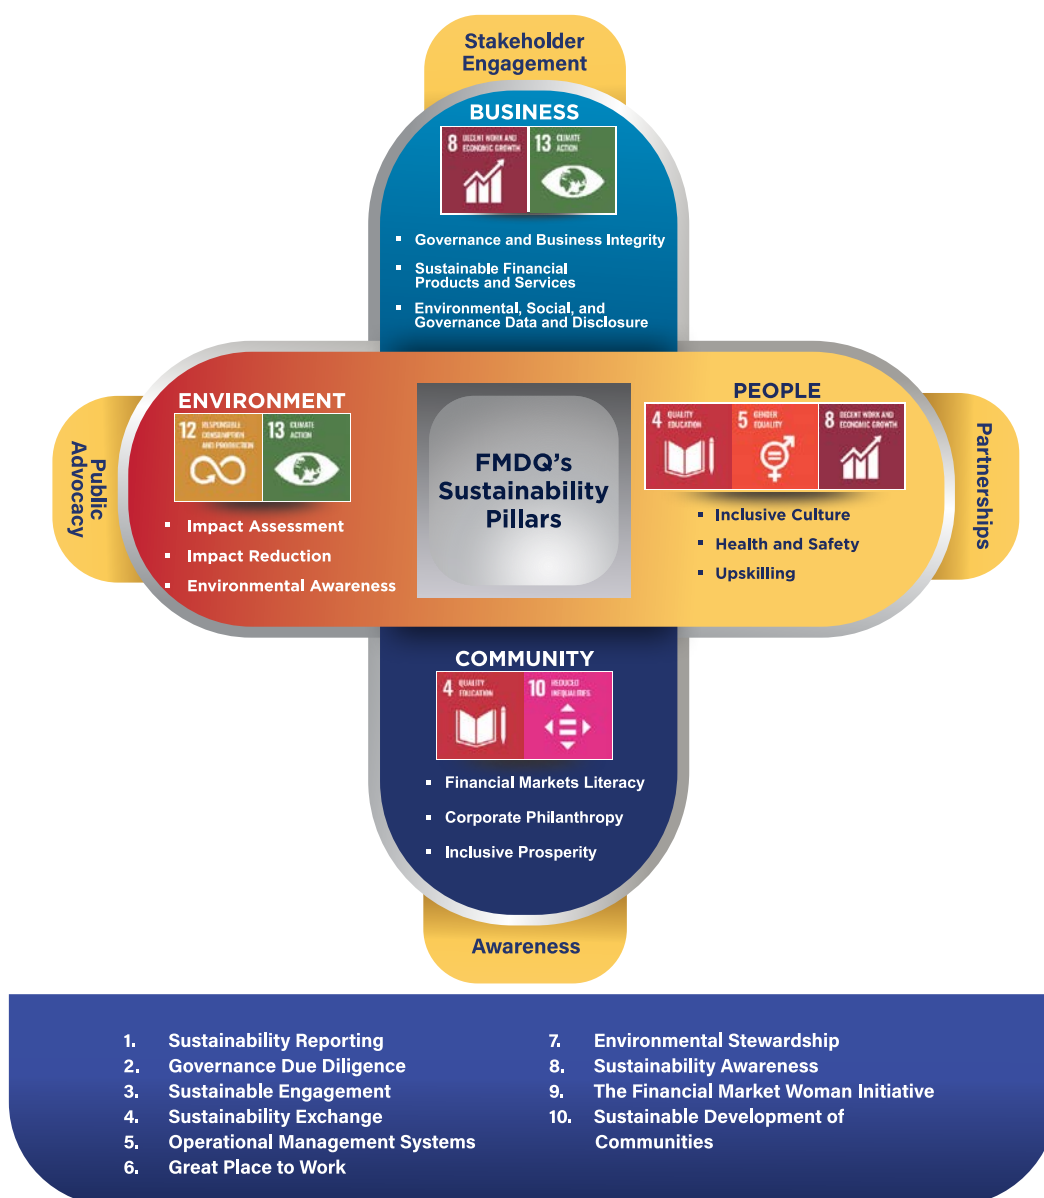 Stakeholder
Engagement
BUSINESS
8 DECENT WORK AND
ECONOMIC GROWTH
13 CLIMATE
ACTION
▪ Governance and Business Integrity
▪ Sustainable Financial
Products and Services
▪ Environmental, Social, and
Governance Data and Disclosure
Public
Advocacy
ENVIRONMENT
12 RESPONSIBLE
CONSUMPTION
AND PRODUCTION
13 CLIMATE
ACTION
▪ Impact Assessment
▪ Impact Reduction
▪ Environmental Awareness
FMDQ's
Sustainability
Pillars
PEOPLE
4 QUALITY
EDUCATION
5 GENDER
EQUALITY
8 DECENT WORK AND
ECONOMIC GROWTH
▪ Inclusive Culture
▪ Health and Safety
▪ Upskilling
Partnerships
COMMUNITY
4 QUALITY
EDUCATION
10 REDUCED
INEQUALITIES
▪ Financial Markets Literacy
▪ Corporate Philanthropy
▪ Inclusive Prosperity
Awareness
1. Sustainability Reporting
2. Governance Due Diligence
3. Sustainable Engagement
4. Sustainability Exchange
5. Operational Management Systems
6. Great Place to Work
7. Environmental Stewardship
8. Sustainability Awareness
9. The Financial Market Woman Initiative
10. Sustainable Development of
Communities